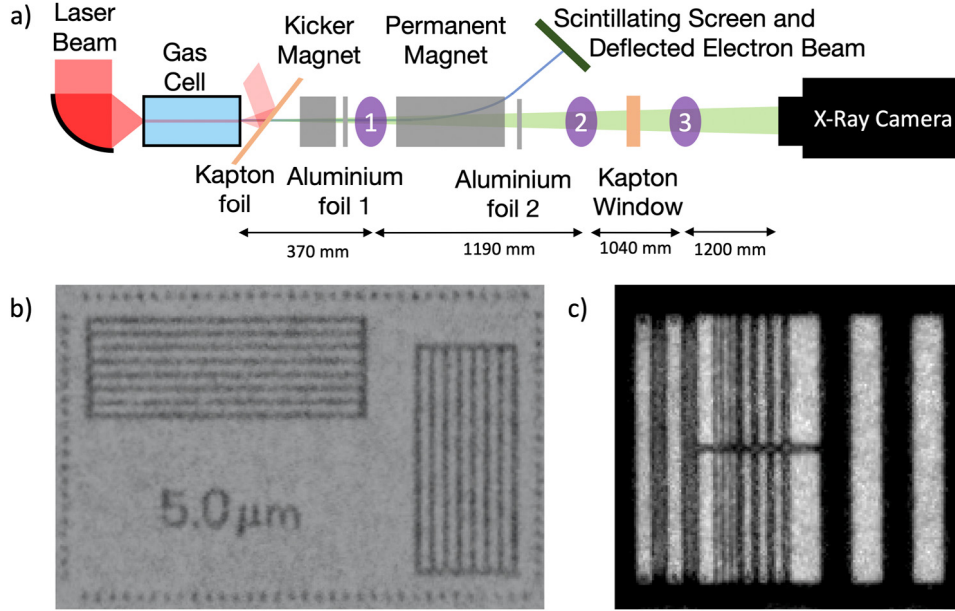 a)
Laser
Beam
Gas
Cell
Kicker
Magnet
Permanent
Magnet
Scintillating Screen and
Deflected Electron Beam
1
2
3
X-Ray Camera
Kapton
foil
Aluminium
foil 1
Aluminium
foil 2
Kapton
Window
370 mm
1190 mm
1040 mm
1200 mm
b)
5.0 μm
c)